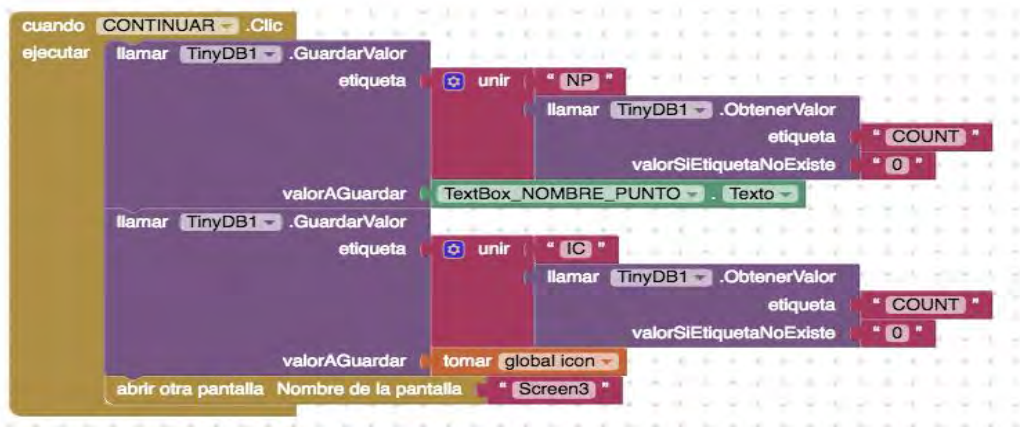 cuando CONTINUAR .Clic
ejecutar llamar TinyDB1 .GuardarValor
etiqueta unir " NP "
llamar TinyDB1 .ObtenerValor
etiqueta " COUNT "
valorSiEtiquetaNoExiste " 0 "
valorAGuardar TextBox_NOMBRE_PUNTO . Texto
llamar TinyDB1 .GuardarValor
etiqueta unir " IC "
llamar TinyDB1 .ObtenerValor
etiqueta " COUNT "
valorSiEtiquetaNoExiste " 0 "
valorAGuardar tomar global icon
abrir otra pantalla Nombre de la pantalla " Screen3 "